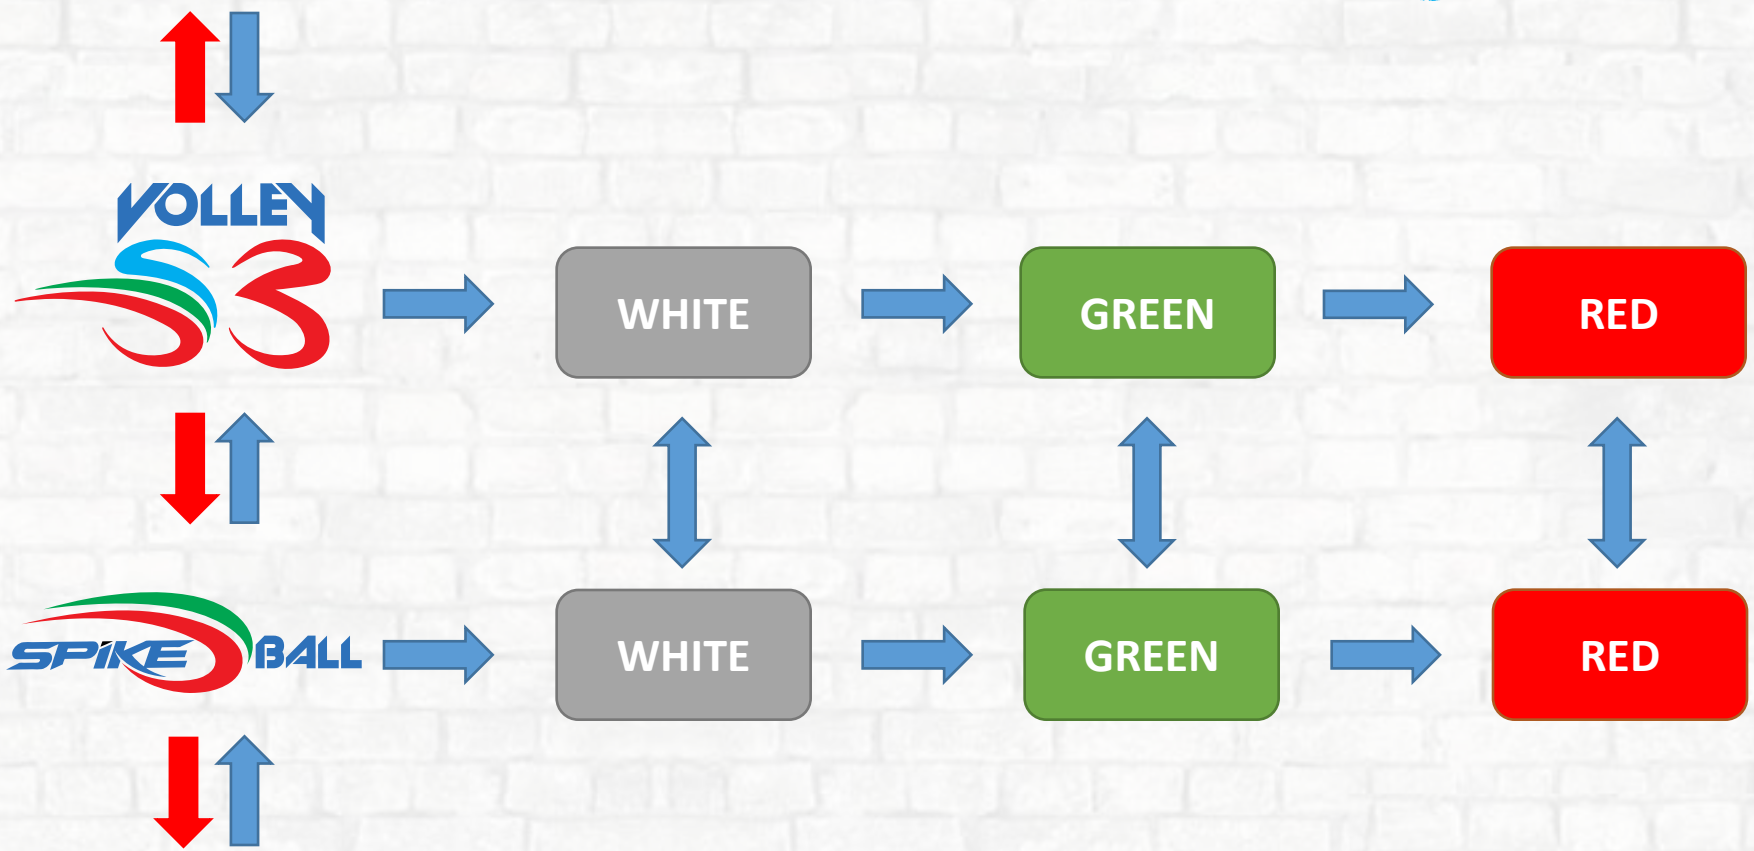 VOLLEY
S3
WHITE
GREEN
RED
SPIKE BALL
WHITE
GREEN
RED